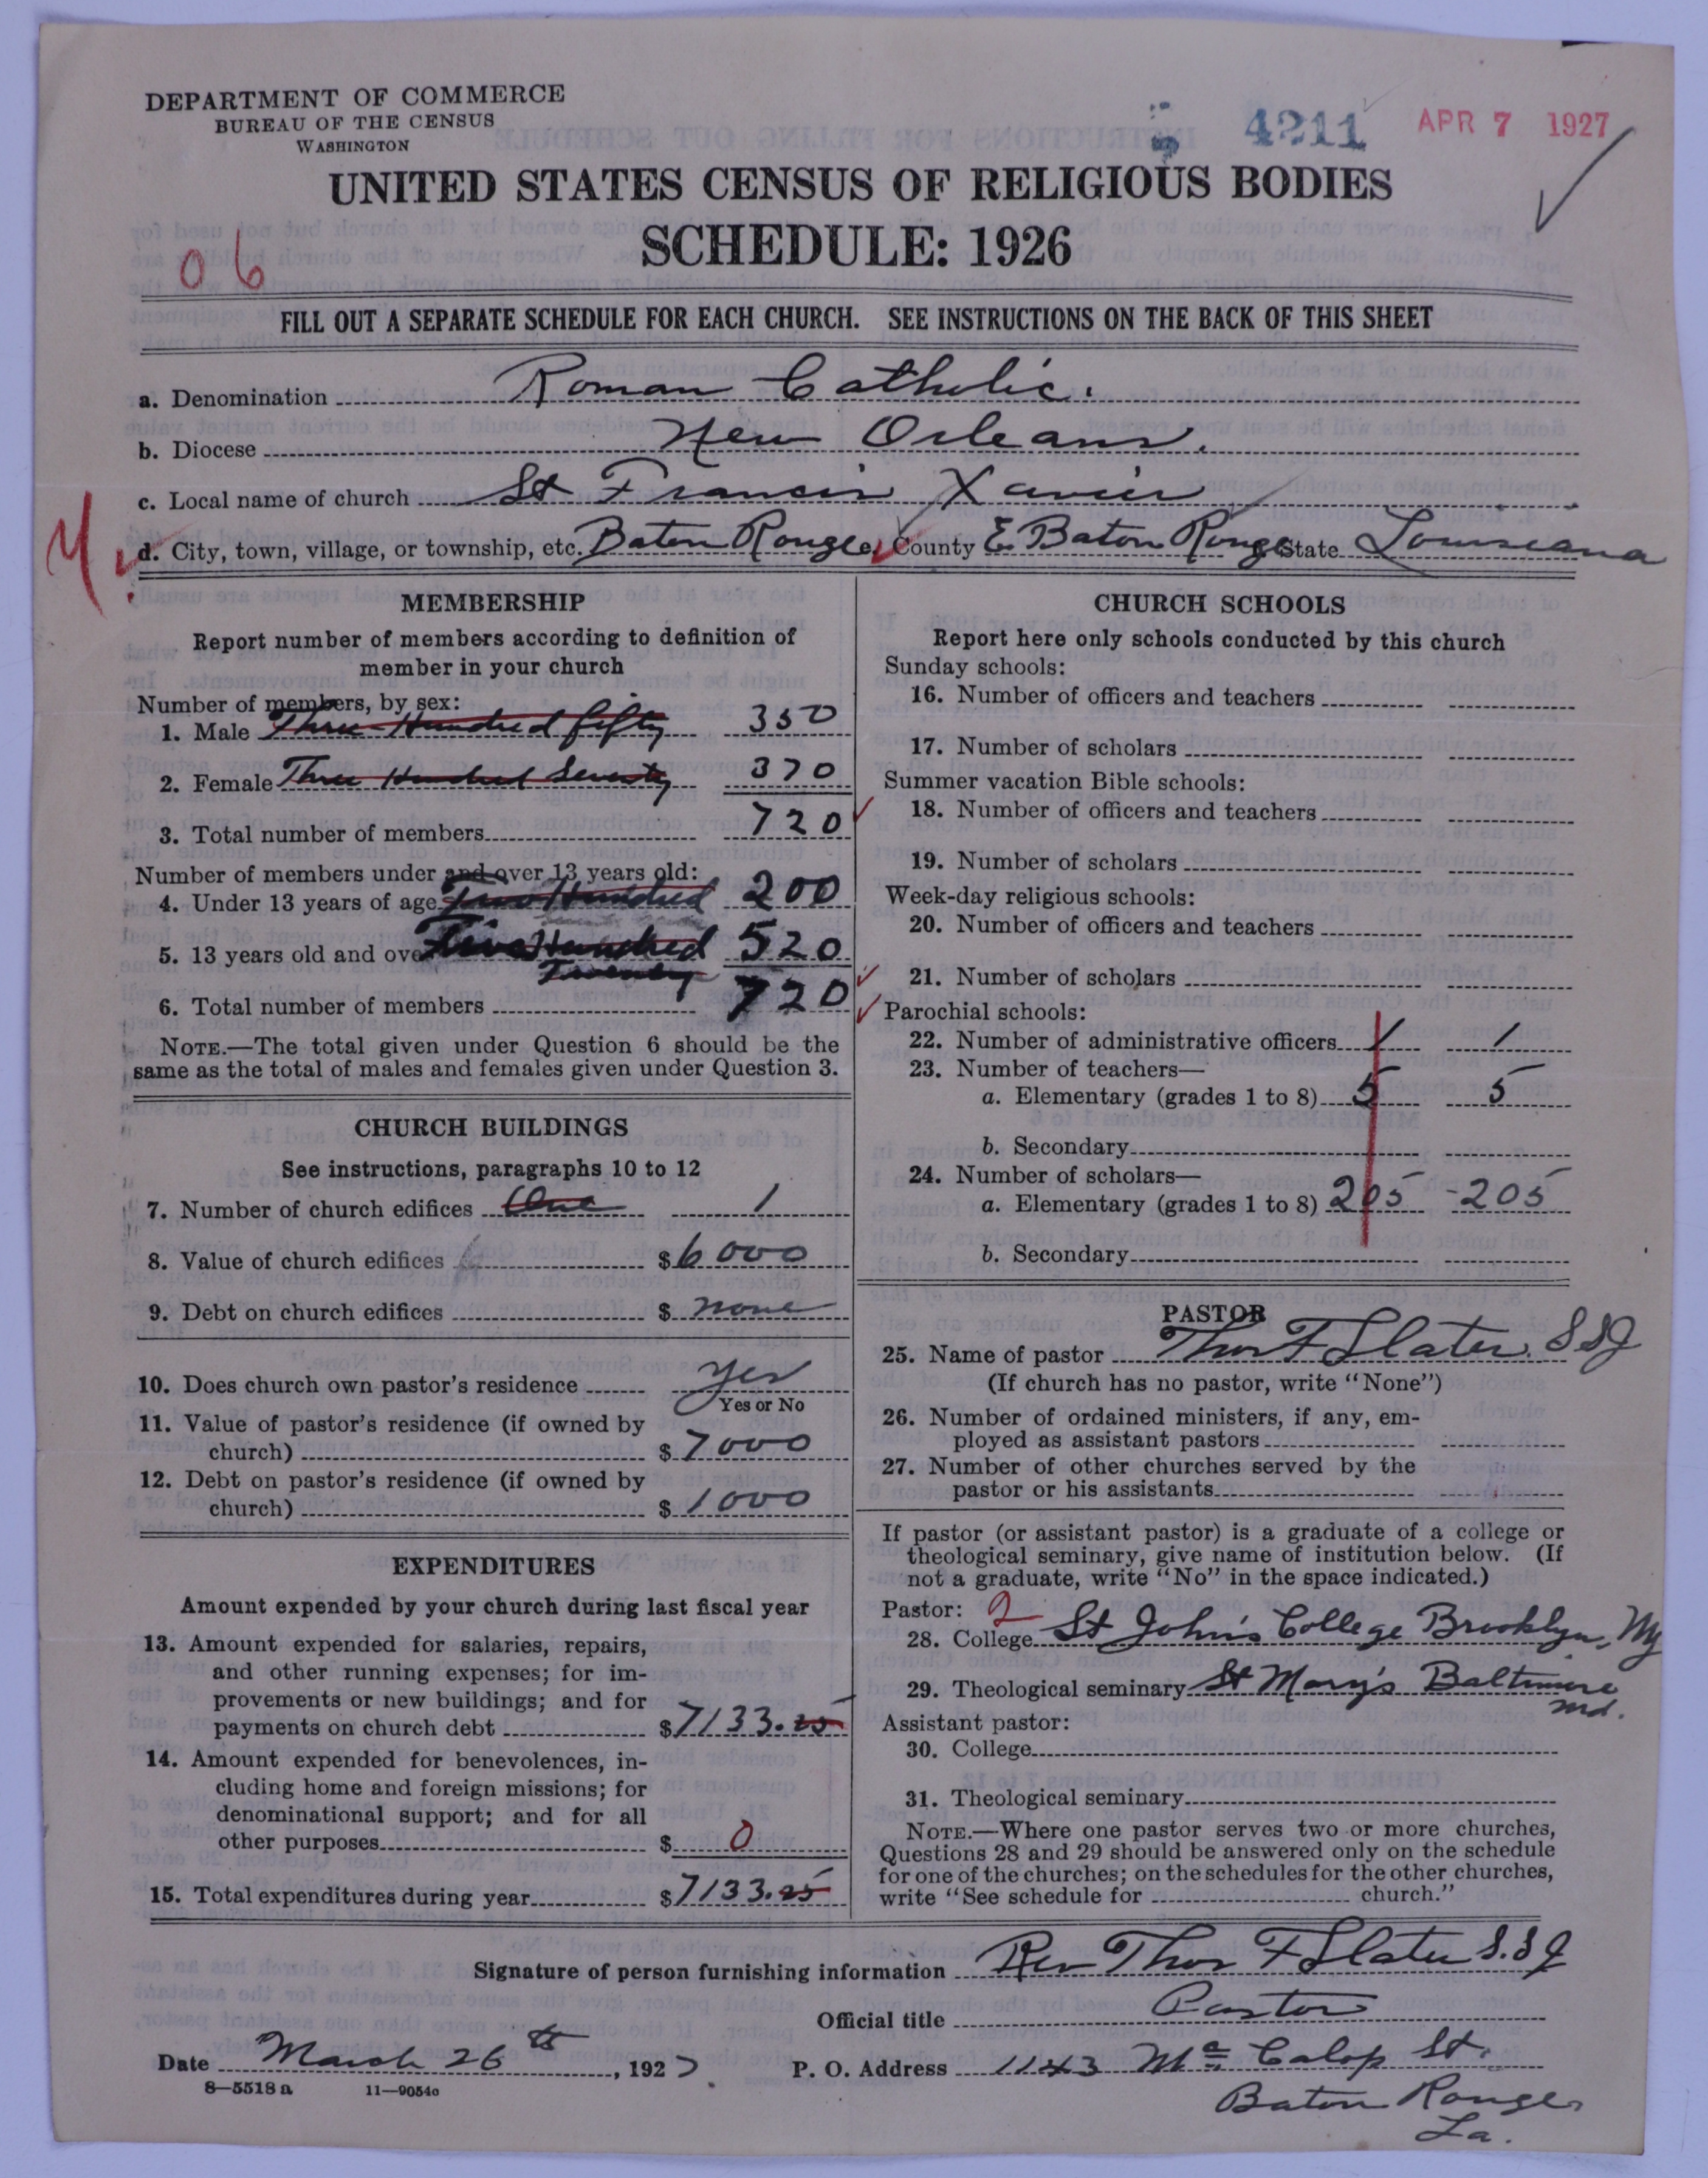 DEPARTMENT OF COMMERCE
BUREAU OF THE CENSUS
WASHINGTON
4211 APR 7 1927
UNITED STATES CENSUS OF RELIGIOUS BODIES
SCHEDULE: 1926
06
FILL OUT A SEPARATE SCHEDULE FOR EACH CHURCH. SEE INSTRUCTIONS ON THE BACK OF THIS SHEET
a. Denomination Roman Catholic.
b. Diocese New Orleans.
c. Local name of church St Francis Xavier
d. City, town, village, or township, etc. Baton Rouge, County E Baton Rouge State Louisiana
MEMBERSHIP
Report number of members according to definition of
member in your church
Number of members, by sex:
1. Male Three Hundred fifty 350
2. Female Three Hundred Seventy 370
3. Total number of members 720
Number of members under and over 13 years old:
4. Under 13 years of age Two Hundred 200
5. 13 years old and over Five Hundred 520
Twenty
6. Total number of members 720
NOTE.—The total given under Question 6 should be the
same as the total of males and females given under Question 3.
CHURCH BUILDINGS
See instructions, paragraphs 10 to 12
7. Number of church edifices One 1
8. Value of church edifices $ 6000
9. Debt on church edifices $ none
10. Does church own pastor's residence yes
Yes or No
11. Value of pastor's residence (if owned by
church) $ 7000
12. Debt on pastor's residence (if owned by
church) $ 1000
EXPENDITURES
Amount expended by your church during last fiscal year
13. Amount expended for salaries, repairs,
and other running expenses; for im-
provements or new buildings; and for
payments on church debt $ 7133.25
14. Amount expended for benevolences, in-
cluding home and foreign missions; for
denominational support; and for all
other purposes $ 0
15. Total expenditures during year $ 7133.25
CHURCH SCHOOLS
Report here only schools conducted by this church
Sunday schools:
16. Number of officers and teachers
17. Number of scholars
Summer vacation Bible schools:
18. Number of officers and teachers
19. Number of scholars
Week-day religious schools:
20. Number of officers and teachers
21. Number of scholars
Parochial schools:
22. Number of administrative officers 1 1
23. Number of teachers—
a. Elementary (grades 1 to 8) 5 5
b. Secondary
24. Number of scholars—
a. Elementary (grades 1 to 8) 205 - 205
b. Secondary
PASTOR
25. Name of pastor Thos F Slater S S J
(If church has no pastor, write "None")
26. Number of ordained ministers, if any, em-
ployed as assistant pastors
27. Number of other churches served by the
pastor or his assistants
If pastor (or assistant pastor) is a graduate of a college or
theological seminary, give name of institution below. (If
not a graduate, write "No" in the space indicated.)
Pastor: 2
28. College St John's College Brooklyn, Ny
29. Theological seminary St Mary's Baltimore
Md.
Assistant pastor:
30. College
31. Theological seminary
NOTE.—Where one pastor serves two or more churches,
Questions 28 and 29 should be answered only on the schedule
for one of the churches; on the schedules for the other churches,
write "See schedule for church."
Signature of person furnishing information Rev Thos F Slater S.S J
Official title Pastor
Date March 26th, 1927. P. O. Address 1143 Mc Calop St.
Baton Rouge,
La.
8—5518 a 11—9054c